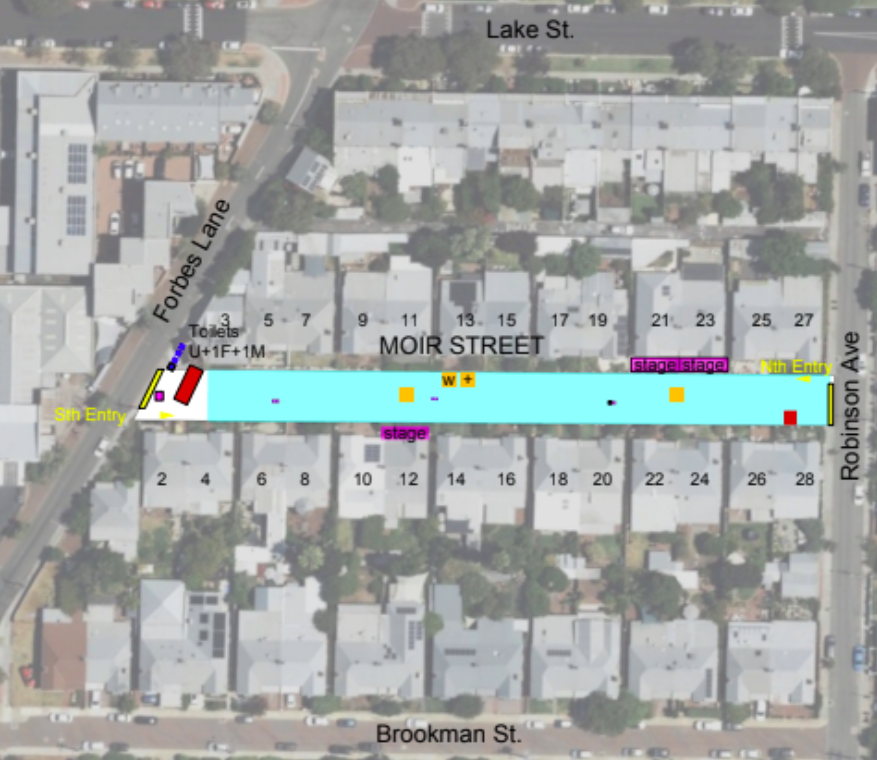 Lake St.
Forbes Lane
3 5 7 9 11 13 15 17 19 21 23 25 27
Toilets
U+1F+1M
MOIR STREET
stage stage
Nth Entry
Robinson Ave
W +
Sth Entry
stage
2 4 6 8 10 12 14 16 18 20 22 24 26 28
Brookman St.